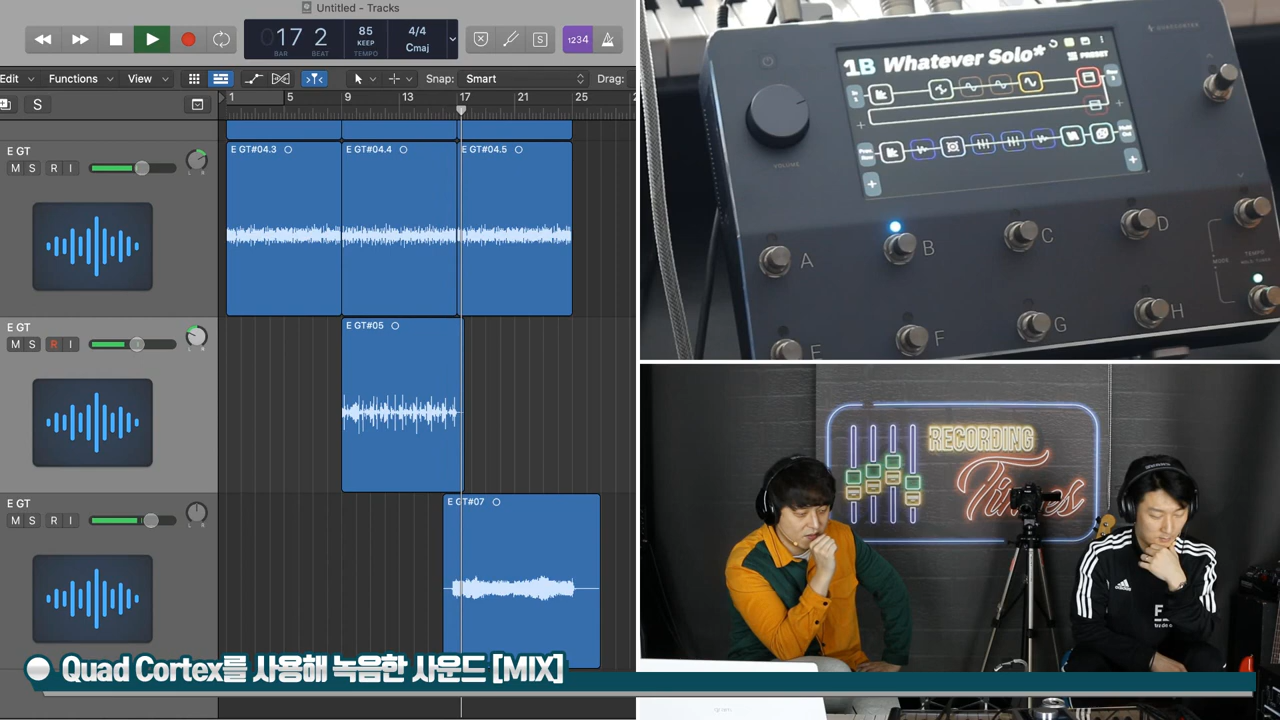 Untitled - Tracks
17 2
BAR BEAT
85
KEEP
TEMPO
4/4
Cmaj
S
1234
Edit Functions View Snap: Smart Drag:
S
1 5 9 13 17 21 25
E GT
M S R I
E GT#04.3 E GT#04.4 E GT#04.5
E GT
M S R I
E GT#05
E GT
M S R I
E GT#07
1B Whatever Solo*
PRESET
VOLUME
A B C D
E F G H
MODE
TEMPO
RECORDING
Times
adidas
Quad Cortex를 사용해 녹음한 사운드 [MIX]